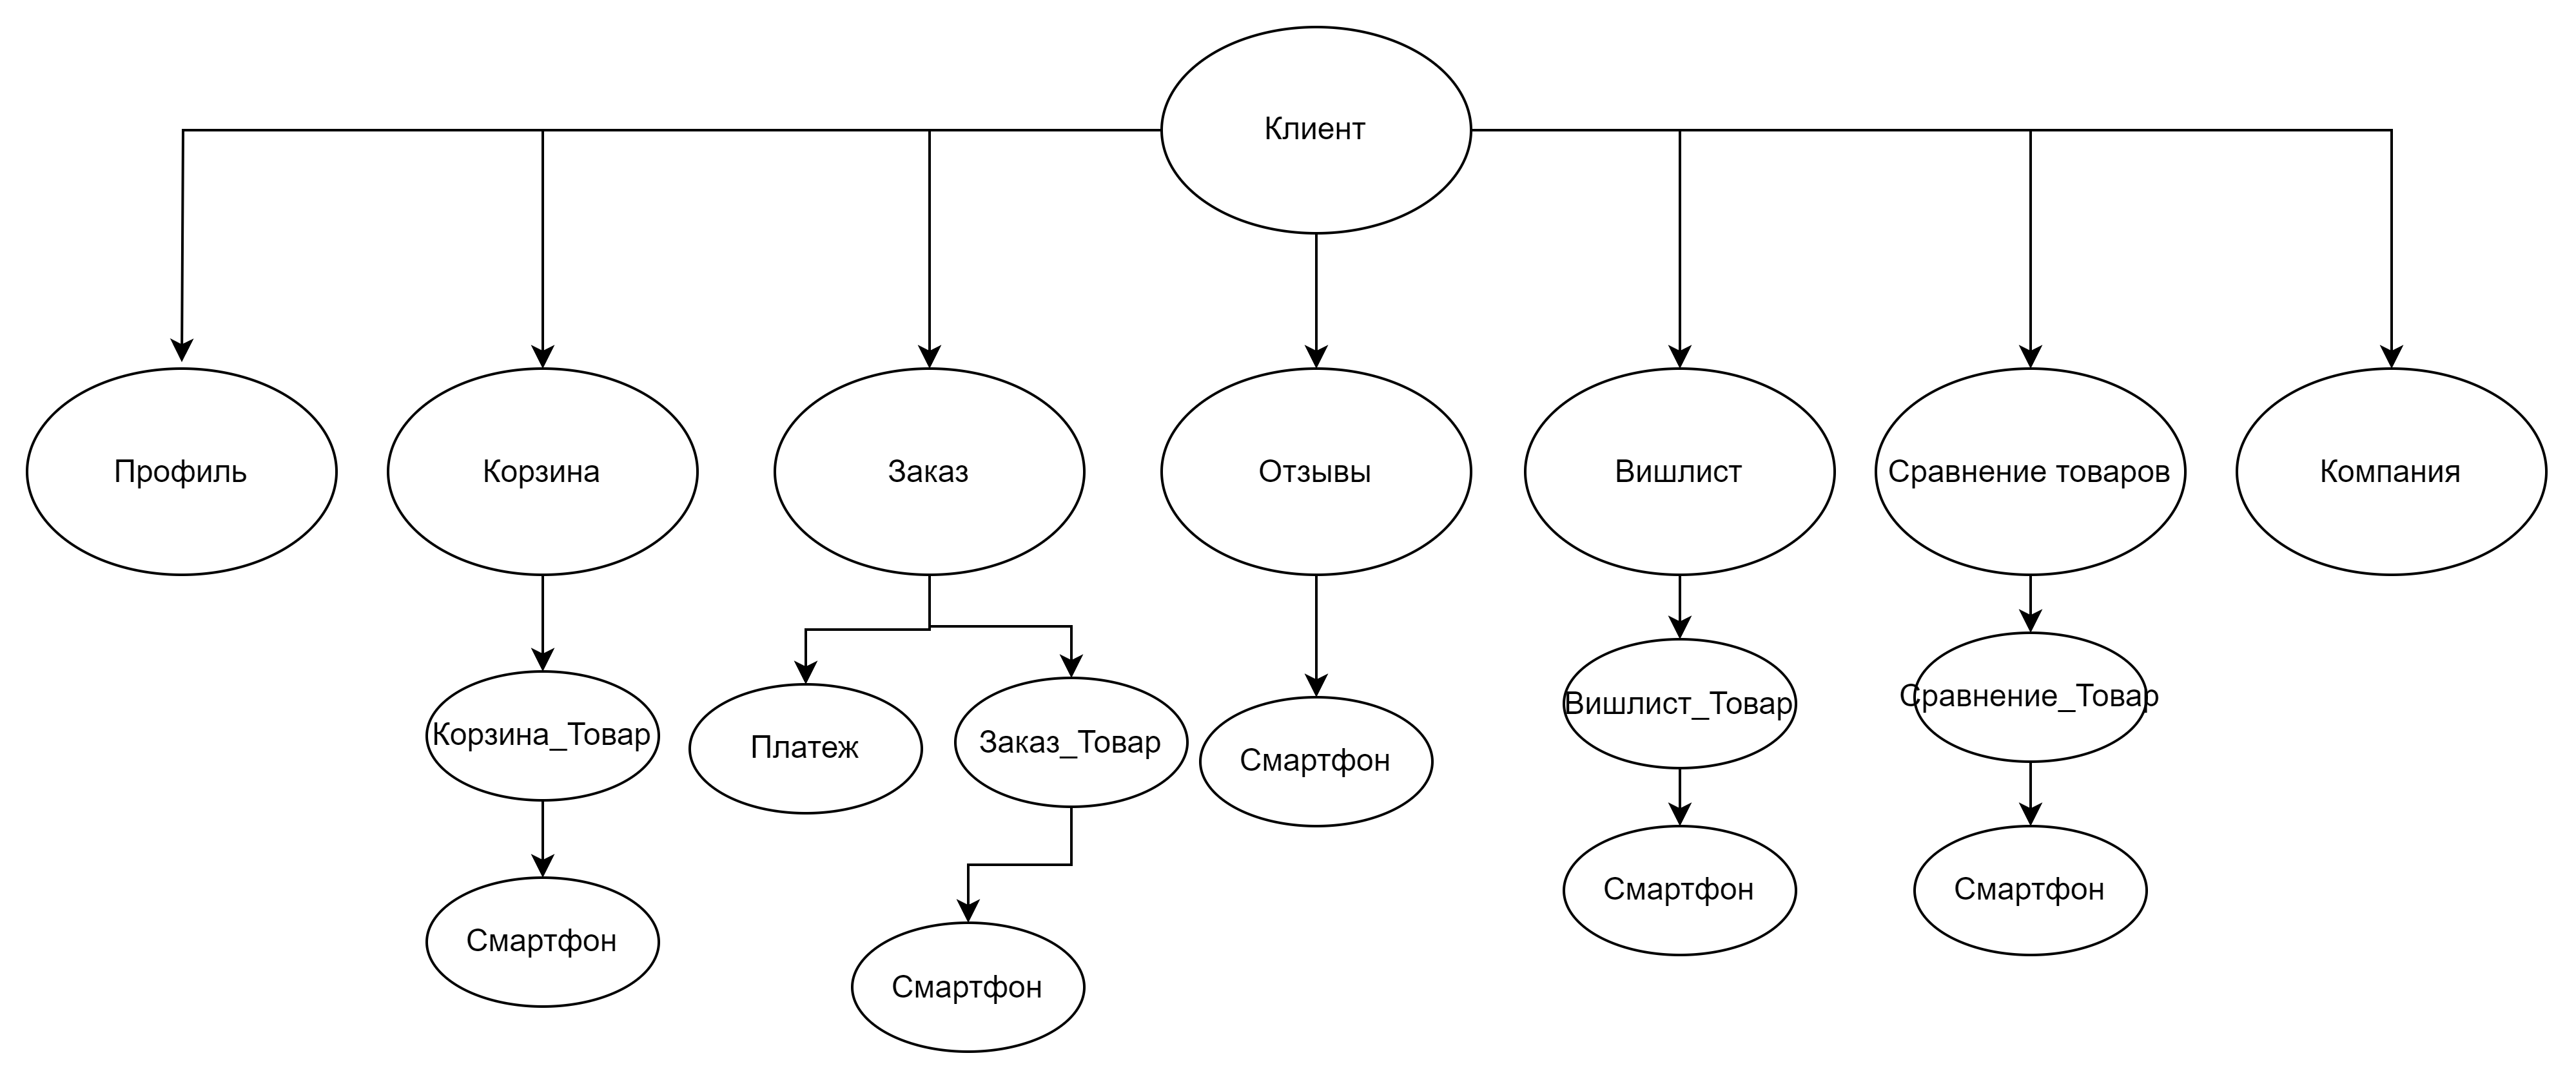 Клиент
Профиль
Корзина
Заказ
Отзывы
Вишлист
Сравнение товаров
Компания
Корзина_Товар
Платеж
Заказ_Товар
Смартфон
Вишлист_Товар
Сравнение_Товар
Смартфон
Смартфон
Смартфон
Смартфон